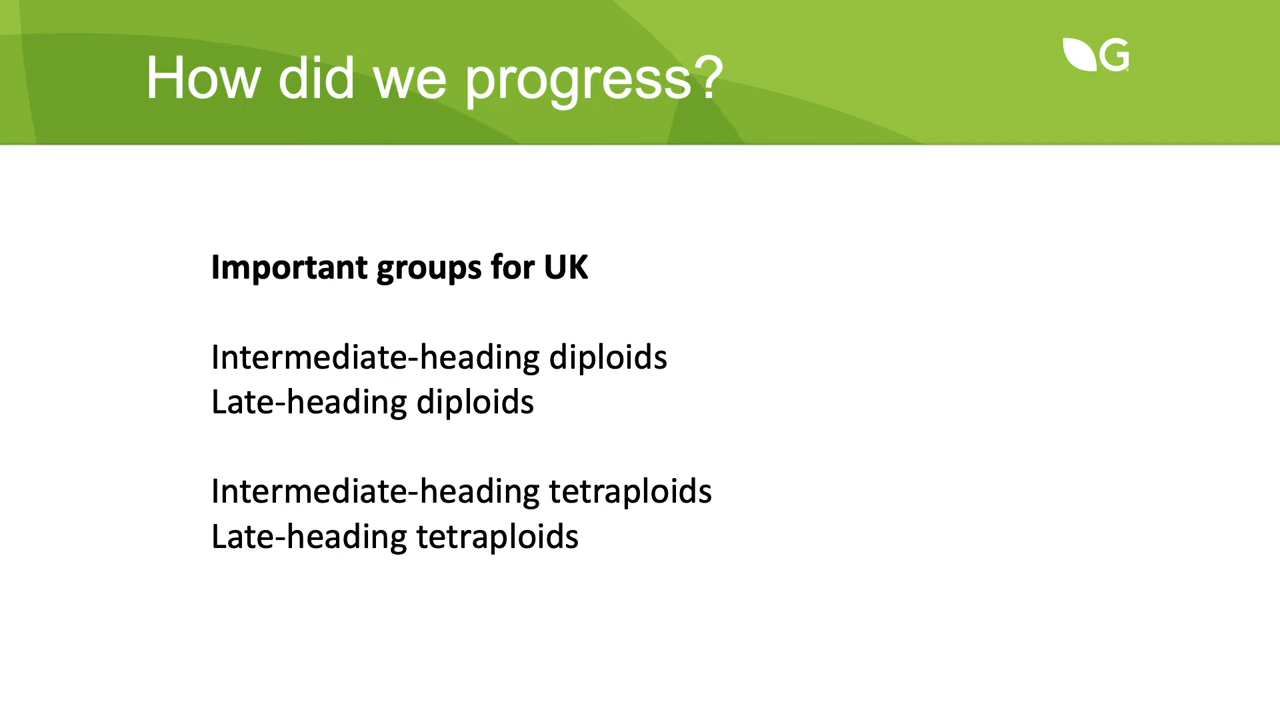 How did we progress?
G
Important groups for UK
Intermediate-heading diploids
Late-heading diploids
Intermediate-heading tetraploids
Late-heading tetraploids